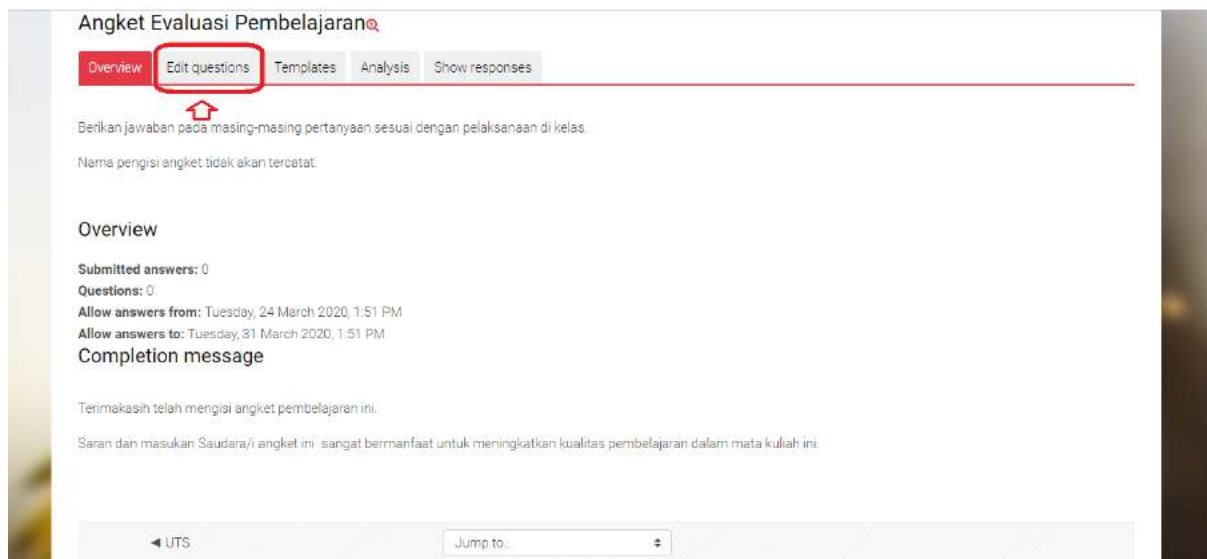 Angket Evaluasi Pembelajaran
Overview Edit questions Templates Analysis Show responses
Berikan jawaban pada masing-masing pertanyaan sesuai dengan pelaksanaan di kelas.
Nama pengisi angket tidak akan tercatat.
Overview
Submitted answers: 0
Questions: 0
Allow answers from: Tuesday, 24 March 2020, 1:51 PM
Allow answers to: Tuesday, 31 March 2020, 1:51 PM
Completion message
Terimakasih telah mengisi angket pembelajaran ini.
Saran dan masukan Saudara/i angket ini sangat bermanfaat untuk meningkatkan kualitas pembelajaran dalam mata kuliah ini.
◄ UTS Jump to...